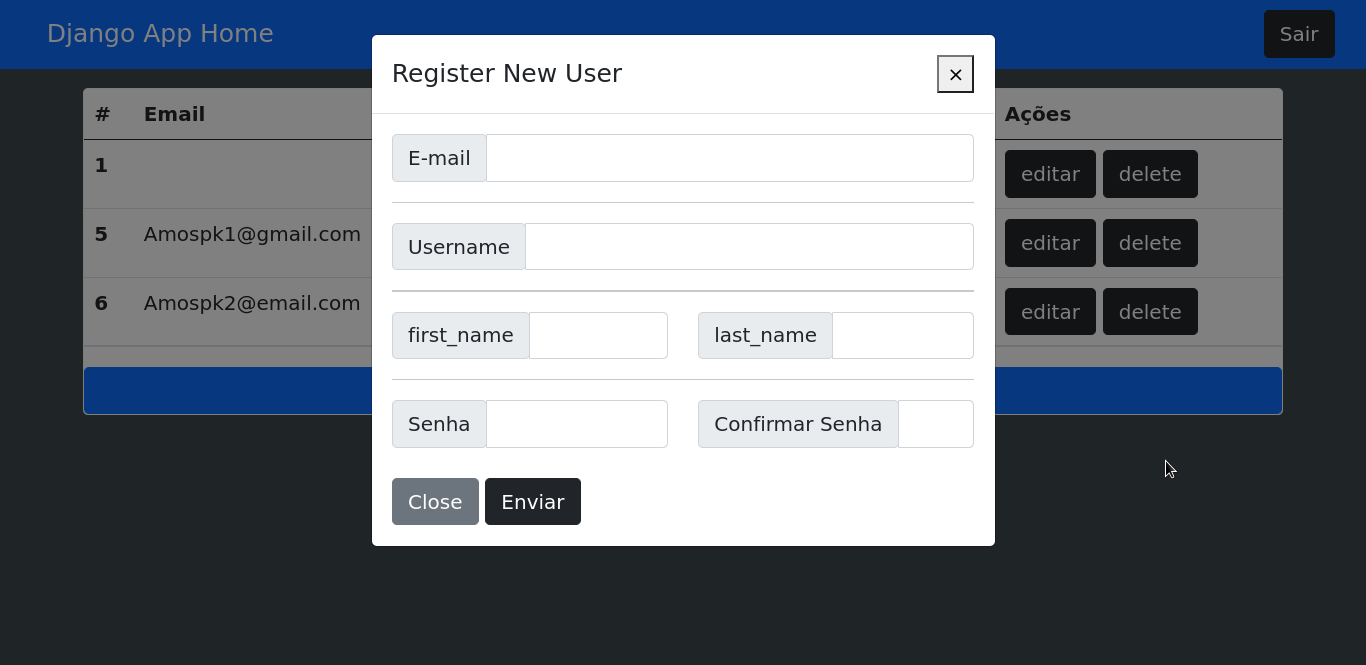 Django App Home
Sair
Register New User
×
# Email Ações
E-mail
1 editar delete
Username
5 Amospk1@gmail.com editar delete
6 Amospk2@email.com editar delete
first_name last_name
Senha Confirmar Senha
Close Enviar